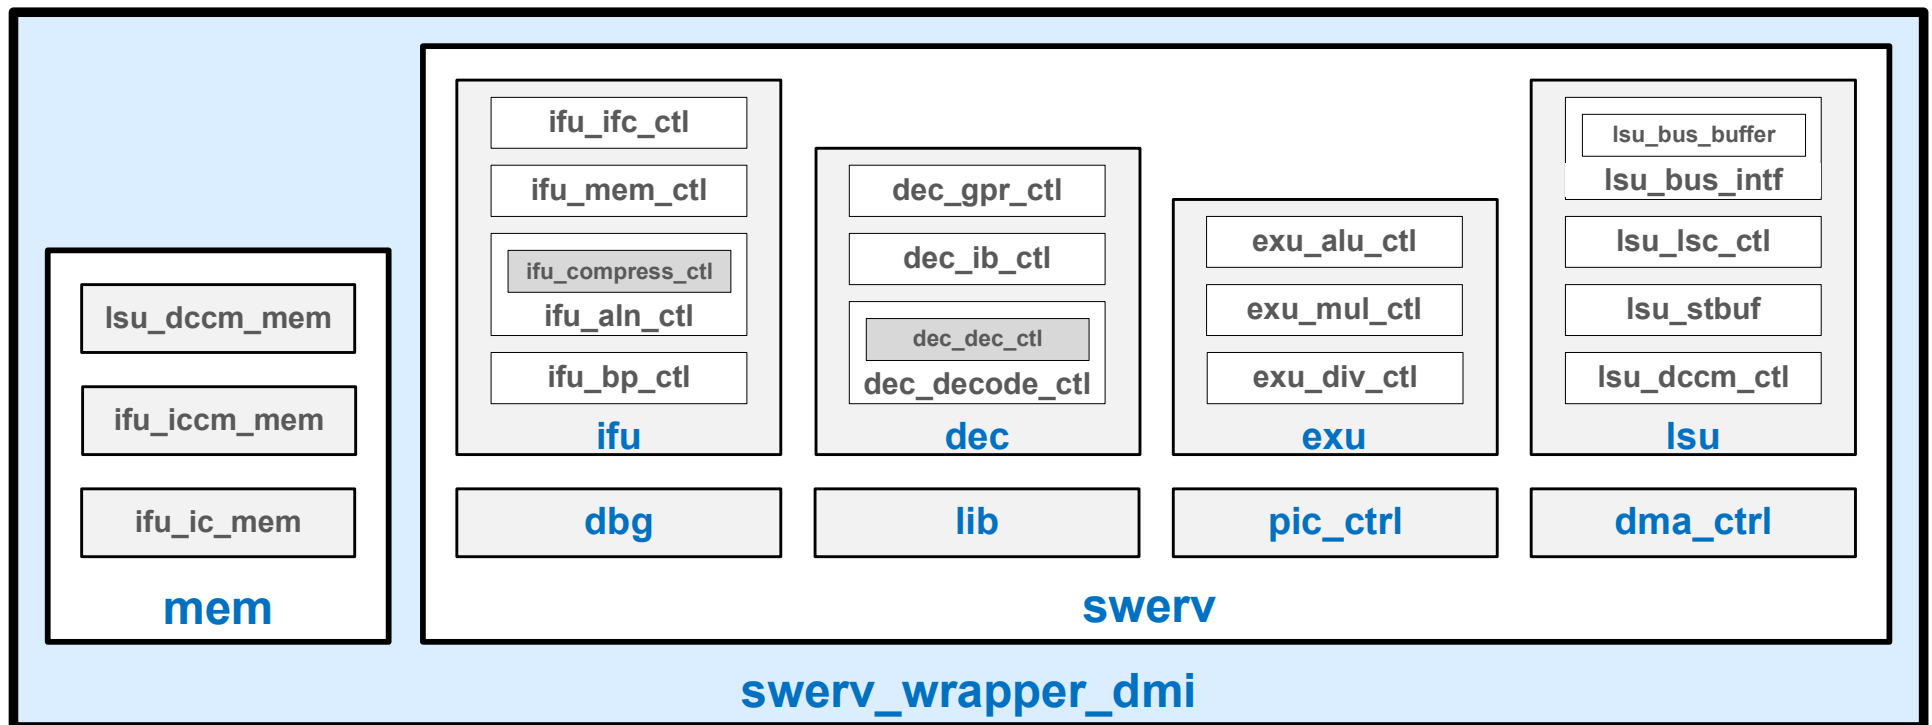 lsu_dccm_mem
ifu_iccm_mem
ifu_ic_mem
mem
ifu_ifc_ctl
ifu_mem_ctl
ifu_compress_ctl
ifu_aln_ctl
ifu_bp_ctl
ifu
dec_gpr_ctl
dec_ib_ctl
dec_dec_ctl
dec_decode_ctl
dec
exu_alu_ctl
exu_mul_ctl
exu_div_ctl
exu
lsu_bus_buffer
lsu_bus_intf
lsu_lsc_ctl
lsu_stbuf
lsu_dccm_ctl
lsu
dbg
lib
pic_ctrl
dma_ctrl
swerv
swerv_wrapper_dmi